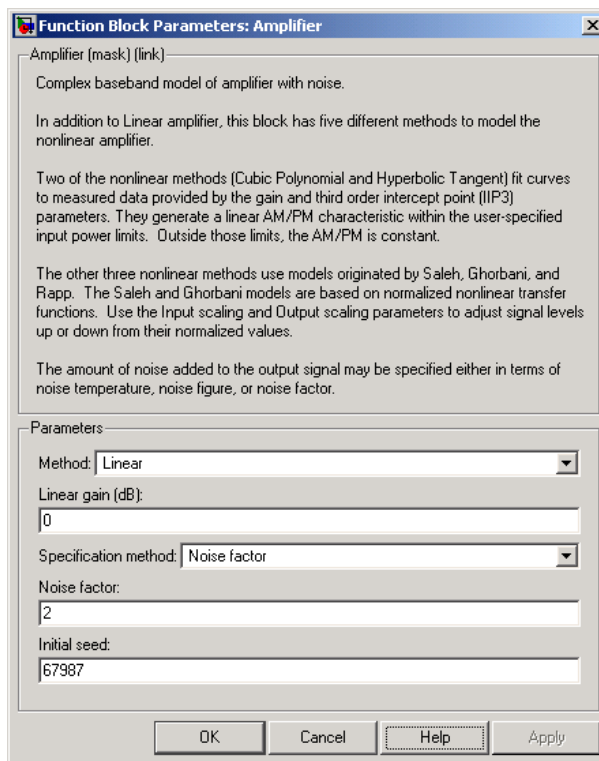 Function Block Parameters: Amplifier
Amplifier (mask) (link)
Complex baseband model of amplifier with noise.
In addition to Linear amplifier, this block has five different methods to model the
nonlinear amplifier.
Two of the nonlinear methods (Cubic Polynomial and Hyperbolic Tangent) fit curves
to measured data provided by the gain and third order intercept point (IIP3)
parameters. They generate a linear AM/PM characteristic within the user-specified
input power limits.  Outside those limits, the AM/PM is constant.
The other three nonlinear methods use models originated by Saleh, Ghorbani, and
Rapp.  The Saleh and Ghorbani models are based on normalized nonlinear transfer
functions.  Use the Input scaling and Output scaling parameters to adjust signal levels
up or down from their normalized values.
The amount of noise added to the output signal may be specified either in terms of
noise temperature, noise figure, or noise factor.
Parameters
Method: Linear
Linear gain (dB):
0
Specification method: Noise factor
Noise factor:
2
Initial seed:
67987
OK Cancel Help Apply